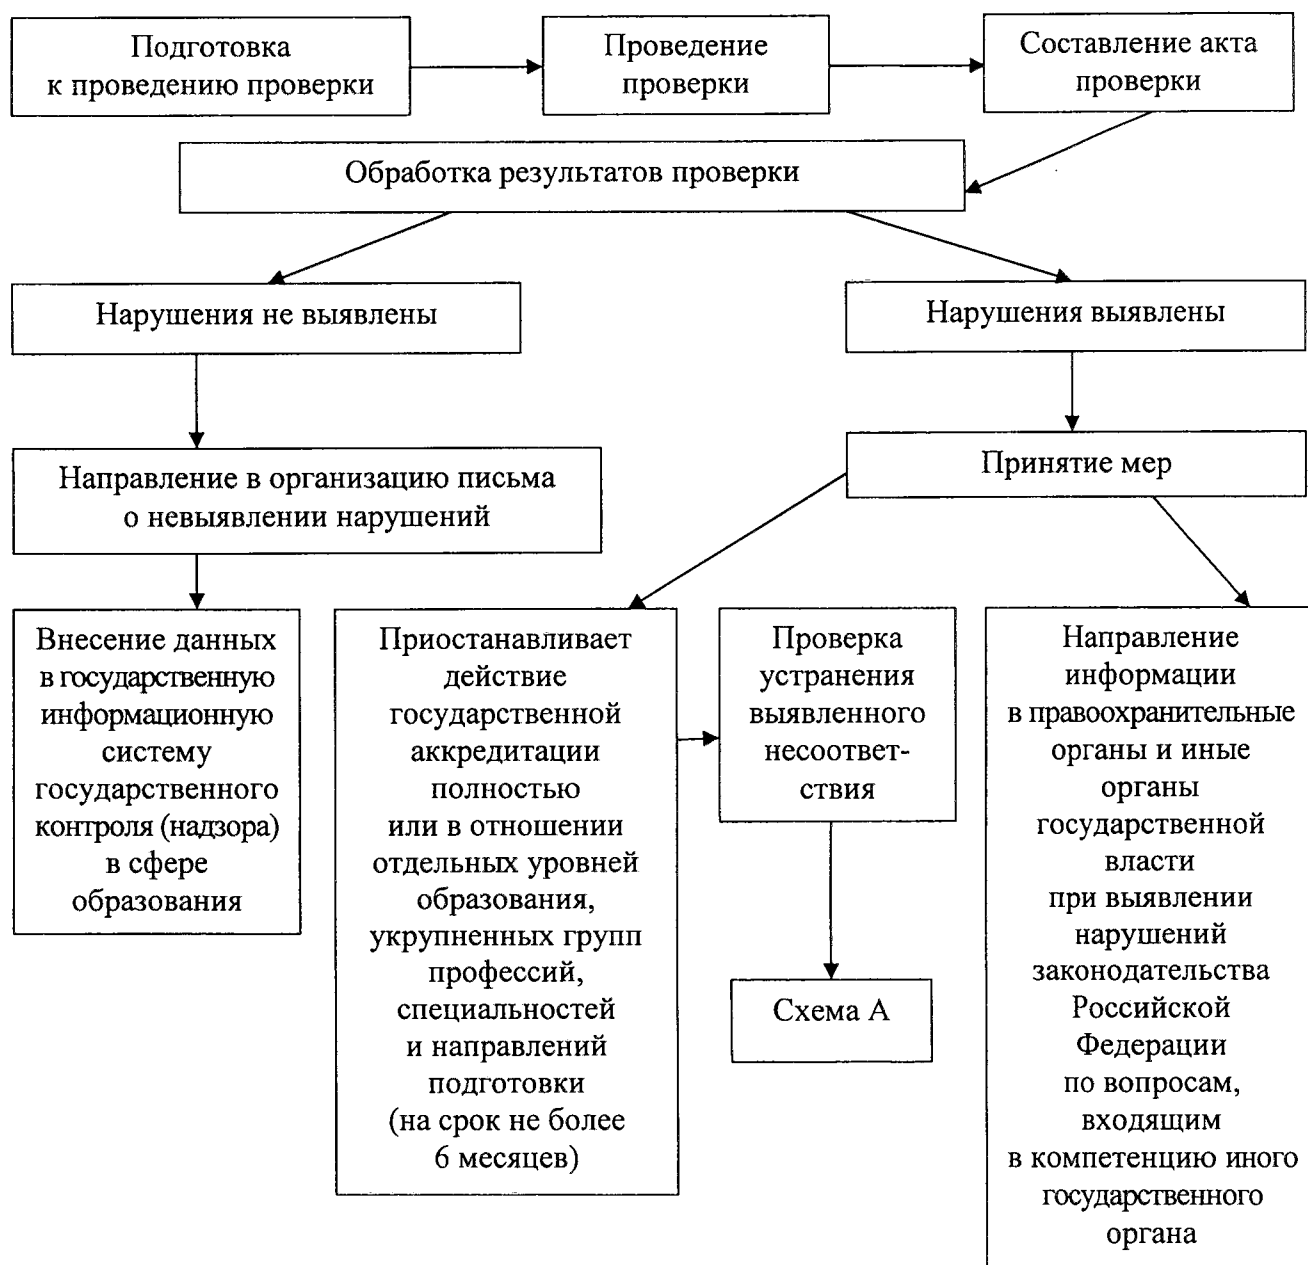 Подготовка
к проведению проверки
Проведение
проверки
Составление акта
проверки
Обработка результатов проверки
Нарушения не выявлены
Нарушения выявлены
Направление в организацию письма
о невыявлении нарушений
Принятие мер
Внесение данных
в государственную
информационную
систему
государственного
контроля (надзора)
в сфере
образования
Приостанавливает
действие
государственной
аккредитации
полностью
или в отношении
отдельных уровней
образования,
укрупненных групп
профессий,
специальностей
и направлений
подготовки
(на срок не более
6 месяцев)
Проверка
устранения
выявленного
несоответ-
ствия
Схема А
Направление
информации
в правоохранительные
органы и иные
органы
государственной
власти
при выявлении
нарушений
законодательства
Российской
Федерации
по вопросам,
входящим
в компетенцию иного
государственного
органа